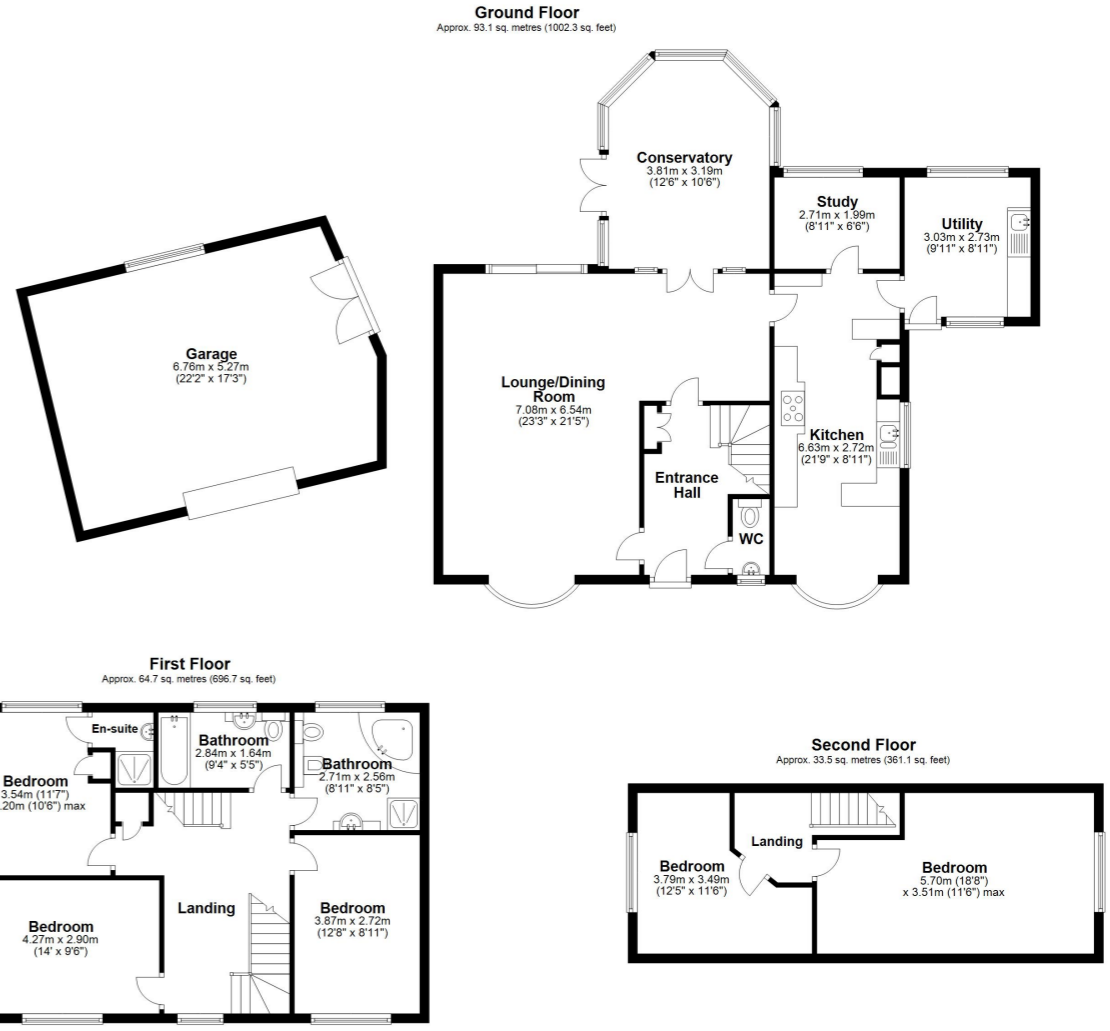 Ground Floor
Approx. 93.1 sq. metres (1002.3 sq. feet)
Conservatory
3.81m x 3.19m
(12'6" x 10'6")
Study
2.71m x 1.99m
(8'11" x 6'6")
Utility
3.03m x 2.73m
(9'11" x 8'11")
Garage
6.76m x 5.27m
(22'2" x 17'3")
Lounge/Dining
Room
7.08m x 6.54m
(23'3" x 21'5")
Kitchen
6.63m x 2.72m
(21'9" x 8'11")
Entrance
Hall
WC
First Floor
Approx. 64.7 sq. metres (696.7 sq. feet)
En-suite
Bathroom
2.84m x 1.64m
(9'4" x 5'5")
Bathroom
2.71m x 2.56m
(8'11" x 8'5")
Bedroom
3.54m (11'7")
.20m (10'6") max
Landing
Bedroom
3.87m x 2.72m
(12'8" x 8'11")
Bedroom
4.27m x 2.90m
(14' x 9'6")
Second Floor
Approx. 33.5 sq. metres (361.1 sq. feet)
Landing
Bedroom
3.79m x 3.49m
(12'5" x 11'6")
Bedroom
5.70m (18'8")
x 3.51m (11'6") max